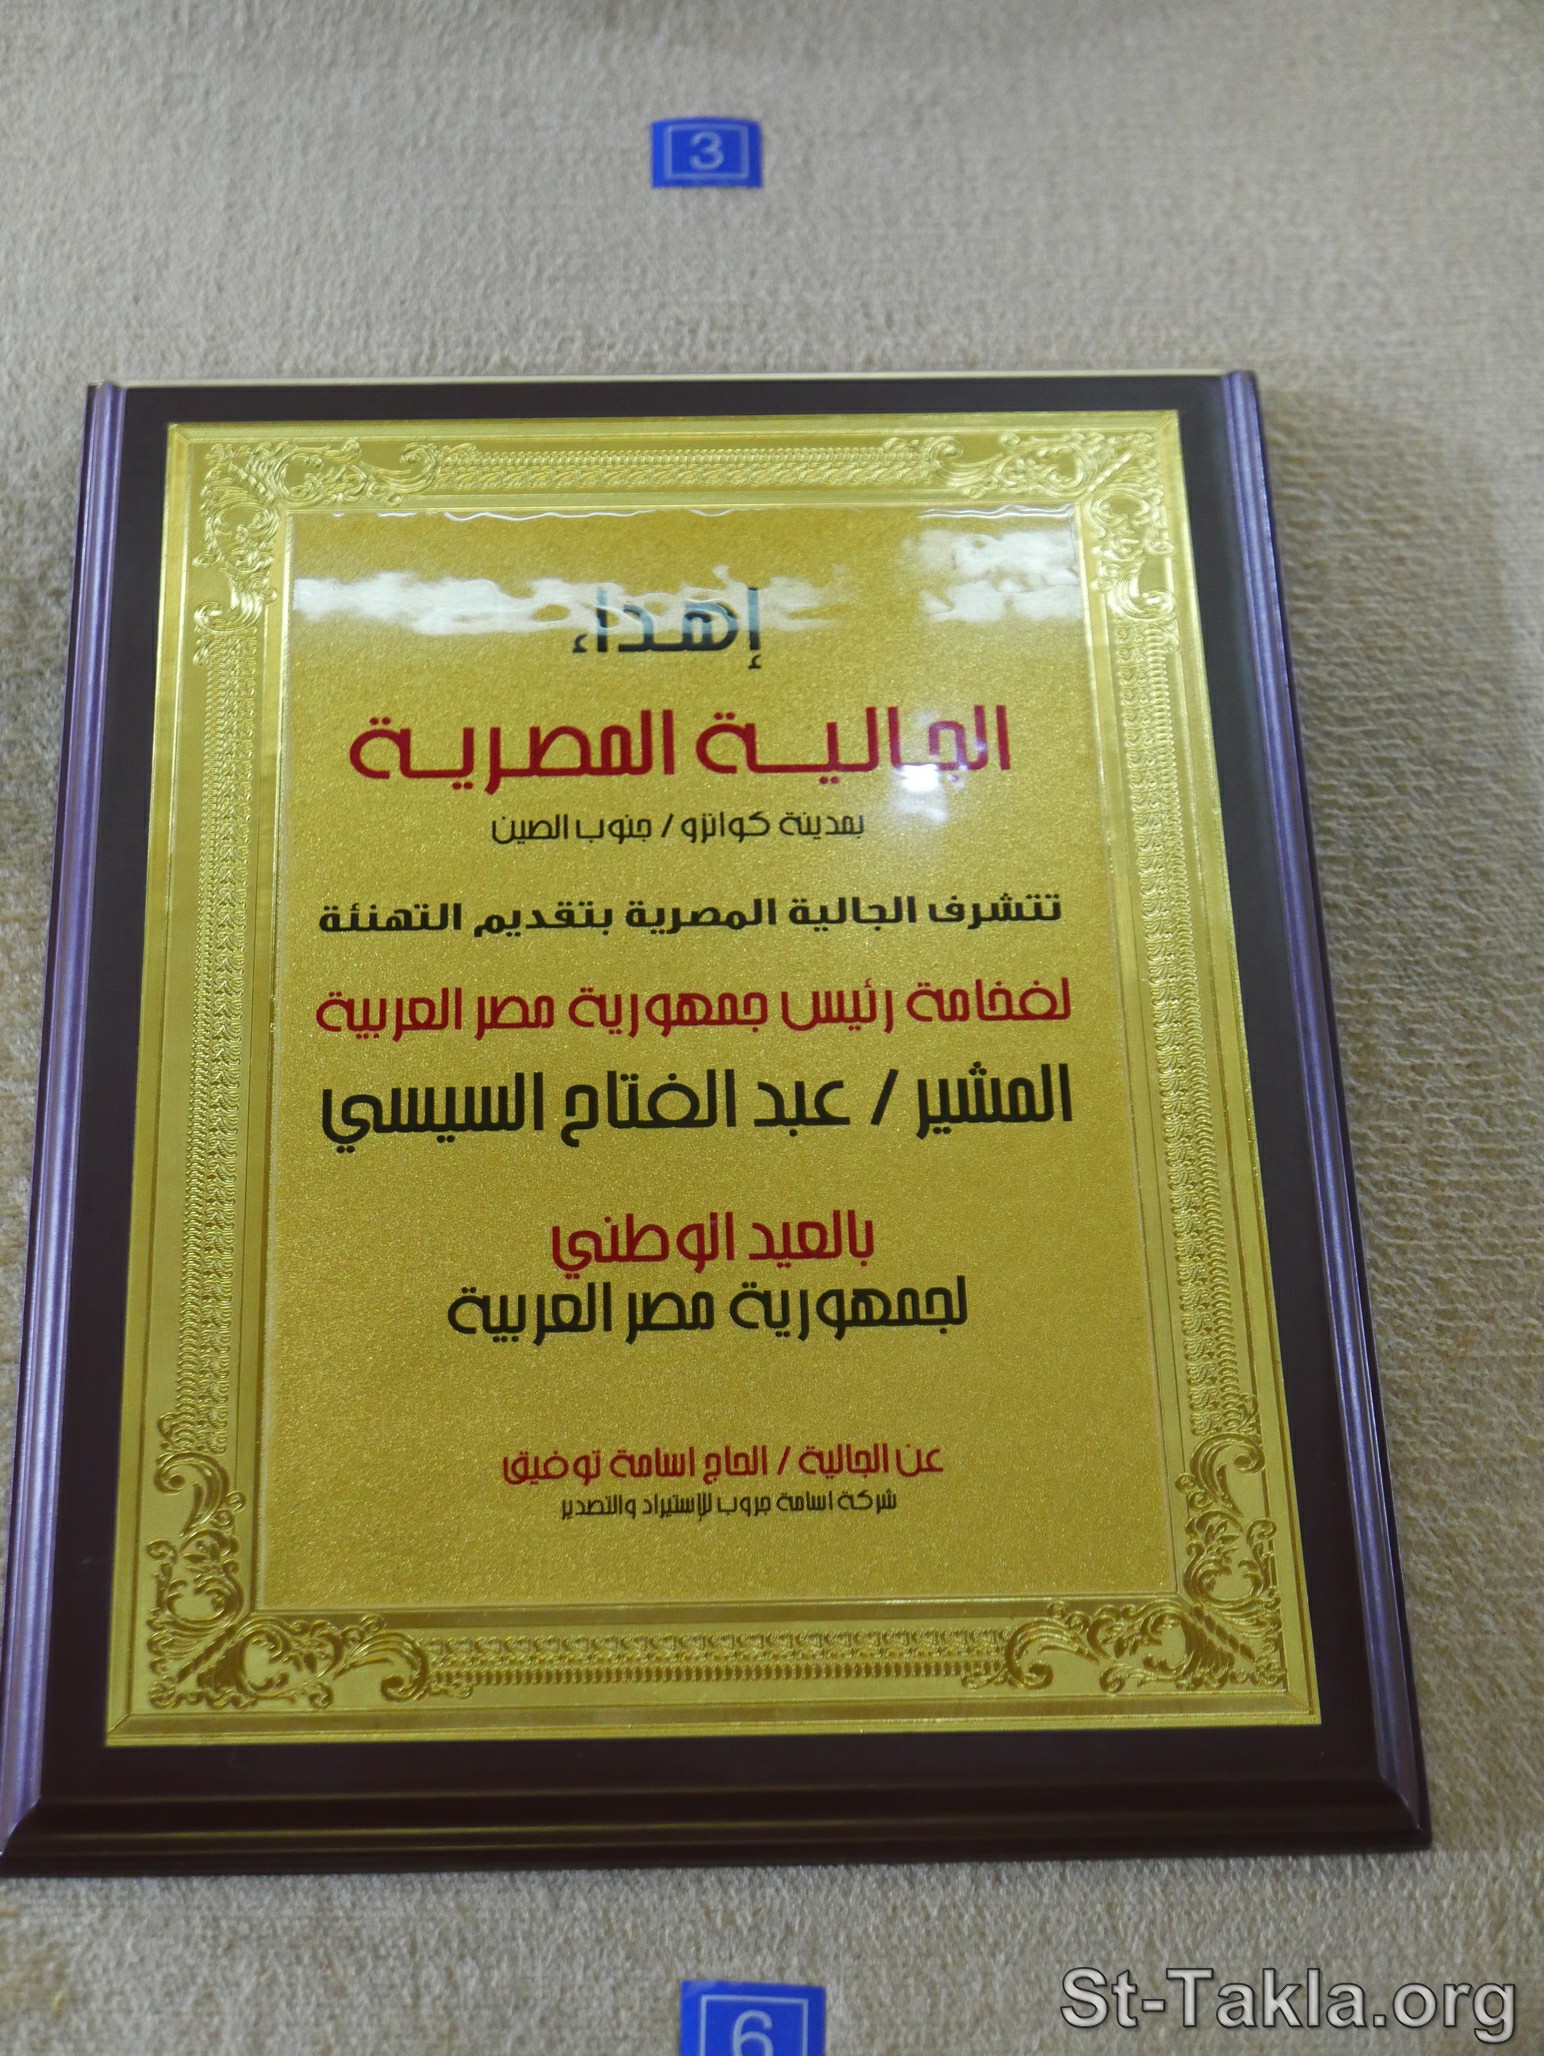 3
إهداء
الجالية المصرية
بمدينة كوانزو / جنوب الصين
تتشرف الجالية المصرية بتقديم التهنئة
لفخامة رئيس جمهورية مصر العربية
المشير / عبد الفتاح السيسي
بالعيد الوطني
لجمهورية مصر العربية
عن الجالية / الحاج اسامة توفيق
شركة اسامة جروب للإستيراد والتصدير
6
St-Takla.org